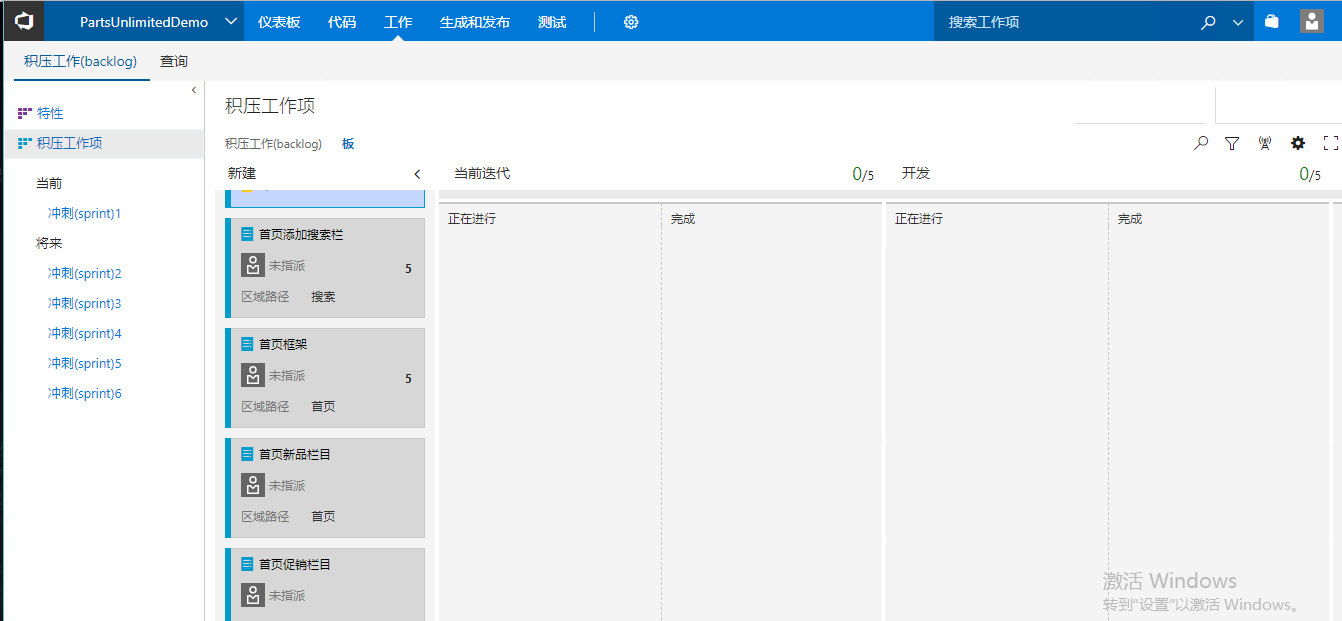 PartsUnlimitedDemo 仪表板 代码 工作 生成和发布 测试 搜索工作项
积压工作(backlog) 查询
特性
积压工作项
当前
冲刺(sprint)1
将来
冲刺(sprint)2
冲刺(sprint)3
冲刺(sprint)4
冲刺(sprint)5
冲刺(sprint)6
积压工作项
积压工作(backlog) 板
新建 当前迭代 0/5 开发 0/5
正在进行 完成 正在进行 完成
首页添加搜索栏
未指派 5
区域路径 搜索
首页框架
未指派 5
区域路径 首页
首页新品栏目
未指派
区域路径 首页
首页促销栏目
未指派
激活 Windows
转到"设置"以激活 Windows。